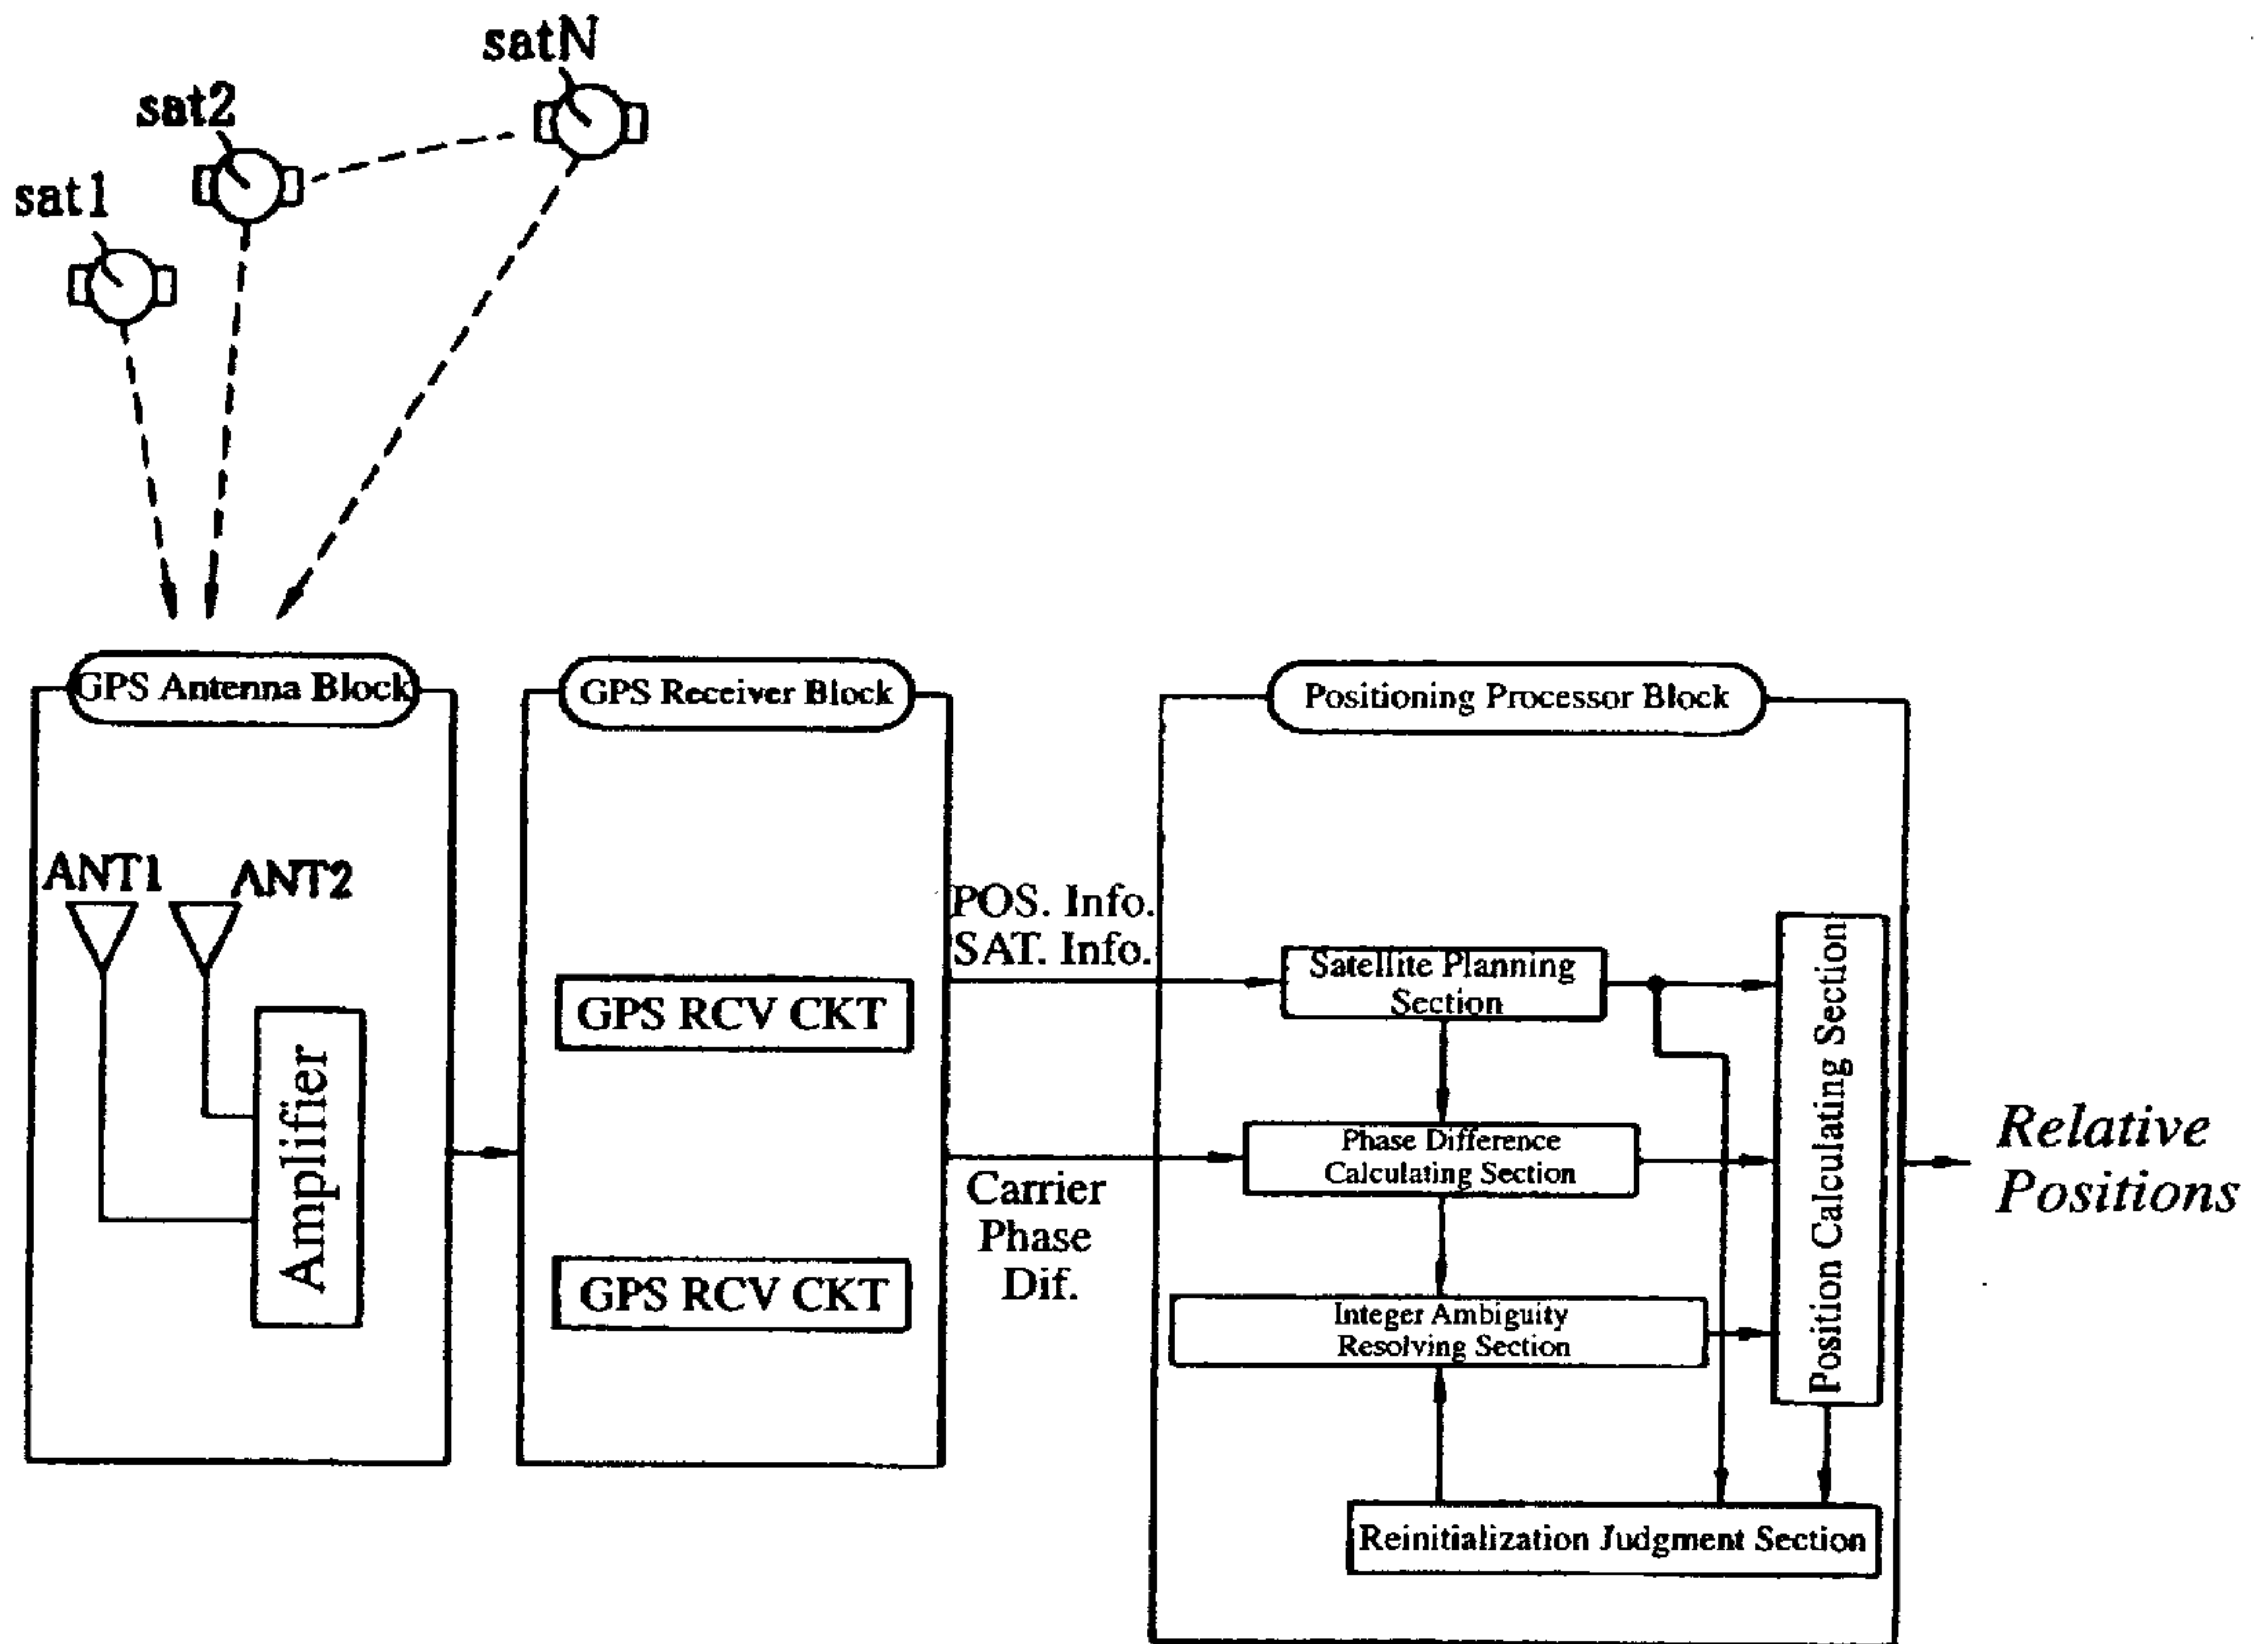 satN
sat2
sat1
GPS Antenna Block
GPS Receiver Block
Positioning Processor Block
ANT1
ANT2
Amplifier
GPS RCV CKT
GPS RCV CKT
POS. Info.
SAT. Info.
Carrier
Phase
Dif.
Satellite Planning
Section
Phase Difference
Calculating Section
Integer Ambiguity
Resolving Section
Position Calculating Section
Reinitialization Judgment Section
Relative
Positions